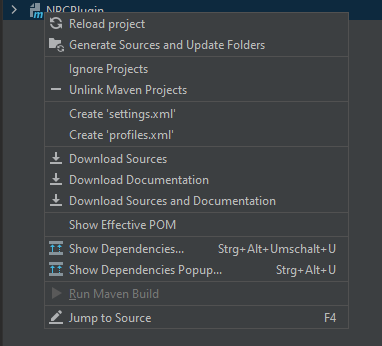 NPCPlugin
Reload project
Generate Sources and Update Folders
Ignore Projects
Unlink Maven Projects
Create 'settings.xml'
Create 'profiles.xml'
Download Sources
Download Documentation
Download Sources and Documentation
Show Effective POM
Show Dependencies... Strg+Alt+Umschalt+U
Show Dependencies Popup... Strg+Alt+U
Run Maven Build
Jump to Source F4